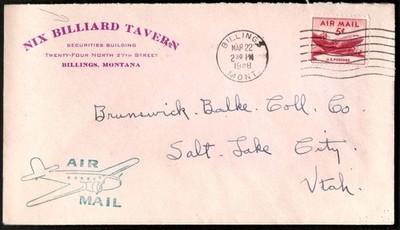 NIX BILLIARD TAVERN
SECURITIES BUILDING
TWENTY-FOUR NORTH 27TH STREET
BILLINGS, MONTANA
BILLINGS
MAR 22
PM
MONT.
AIR MAIL
5¢
U.S. POSTAGE
Brunswick-Balke. Coll. Co.
Salt Lake City.
Utah.
AIR
MAIL